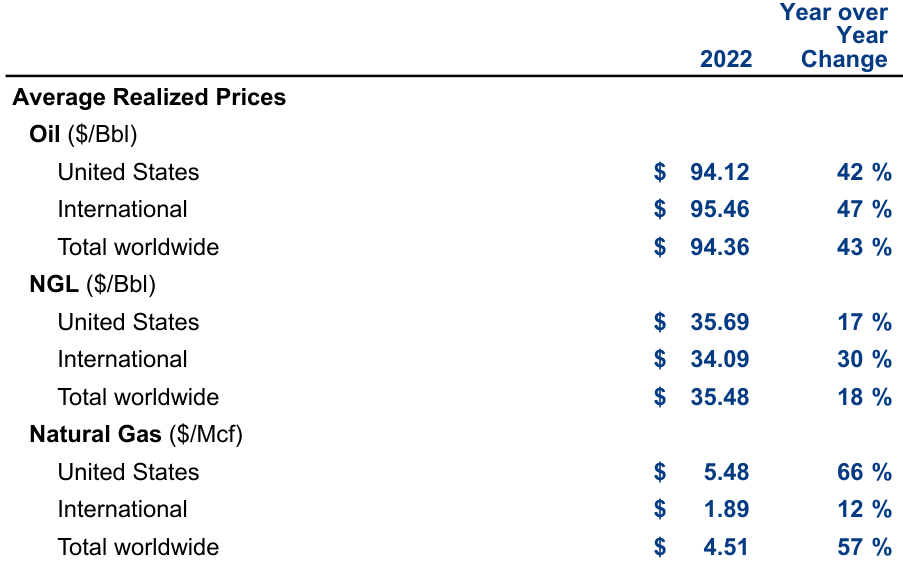 Year over
Year
2022 Change
Average Realized Prices
Oil ($/Bbl)
United States $ 94.12 42 %
International $ 95.46 47 %
Total worldwide $ 94.36 43 %
NGL ($/Bbl)
United States $ 35.69 17 %
International $ 34.09 30 %
Total worldwide $ 35.48 18 %
Natural Gas ($/Mcf)
United States $ 5.48 66 %
International $ 1.89 12 %
Total worldwide $ 4.51 57 %